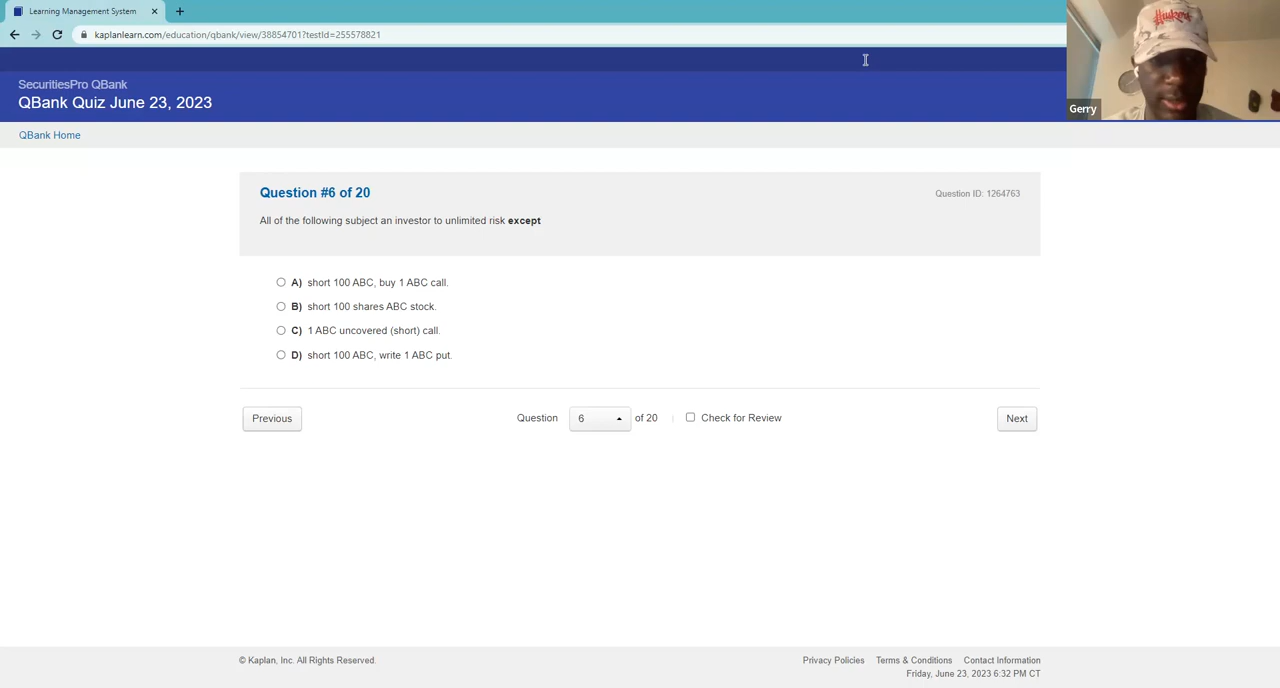 Learning Management System
kaplanlearn.com/education/qbank/view/38854701?testId=255578821
Huskers
Gerry
SecuritiesPro QBank
QBank Quiz June 23, 2023
QBank Home
Question #6 of 20
Question ID: 1264763
All of the following subject an investor to unlimited risk except
A) short 100 ABC, buy 1 ABC call.
B) short 100 shares ABC stock.
C) 1 ABC uncovered (short) call.
D) short 100 ABC, write 1 ABC put.
Previous
Question 6 of 20
Check for Review
Next
© Kaplan, Inc. All Rights Reserved.
Privacy Policies Terms & Conditions Contact Information
Friday, June 23, 2023 6:32 PM CT